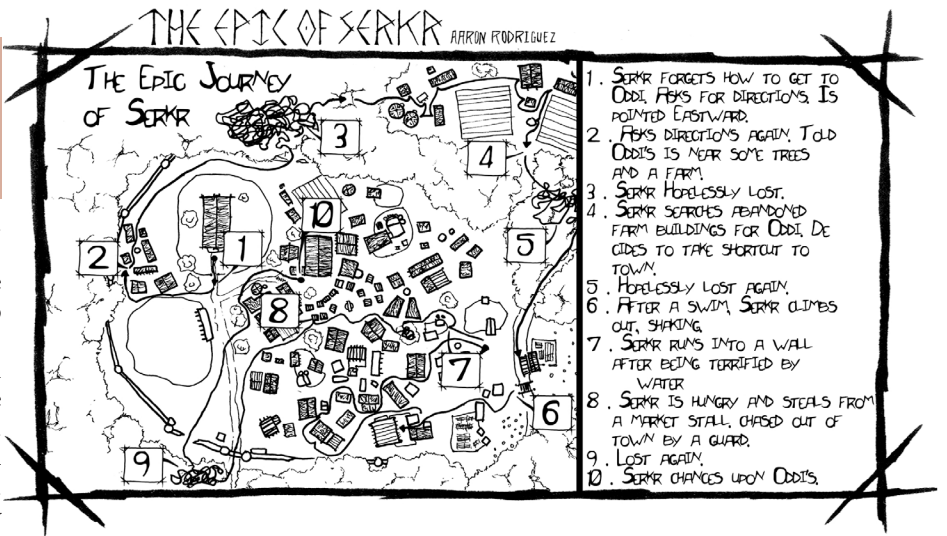 THE EPIC OF SERKR AARON RODRIGUEZ
THE EPIC JOURNEY
OF SERKR
3
4
10
2
1
5
8
7
6
9
1. SERKR FORGETS HOW TO GET TO
ODDI, ASKS FOR DIRECTIONS. IS
POINTED EASTWARD.
2. ASKS DIRECTIONS AGAIN. TOLD
ODDI'S IS NEAR SOME TREES
AND A FARM.
3. SERKR HOPELESSLY LOST.
4. SERKR SEARCHES ABANDONED
FARM BUILDINGS FOR ODDI, DE
CIDES TO TAKE SHORTCUT TO
TOWN.
5. HOPELESSLY LOST AGAIN.
6. AFTER A SWIM, SERKR CLIMBS
OUT, SHAKING.
7. SERKR RUNS INTO A WALL
AFTER BEING TERRIFIED BY
WATER
8. SERKR IS HUNGRY AND STEALS FROM
A MARKET STALL, CHASED OUT OF
TOWN BY A GUARD.
9. LOST AGAIN.
10. SERKR CHANCES UPON ODDI'S.